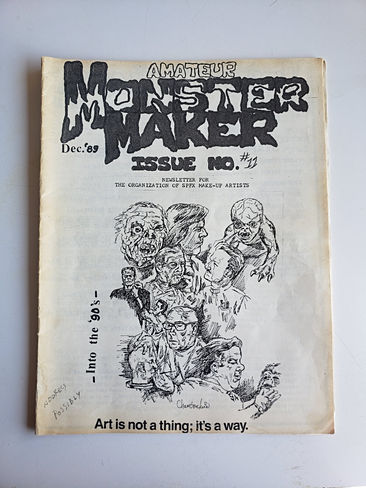 AMATEUR
MONSTER
MAKER
Dec.'89
ISSUE NO. #11
NEWSLETTER FOR
THE ORGANIZATION OF SPFX MAKE-UP ARTISTS
-Into the '90's-
POSSIBLY
Art is not a thing; it's a way.